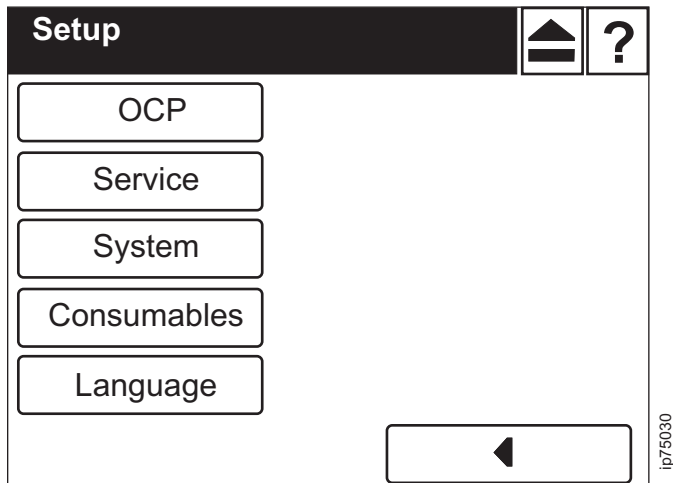 Setup
?
OCP
Service
System
Consumables
Language
ip75030